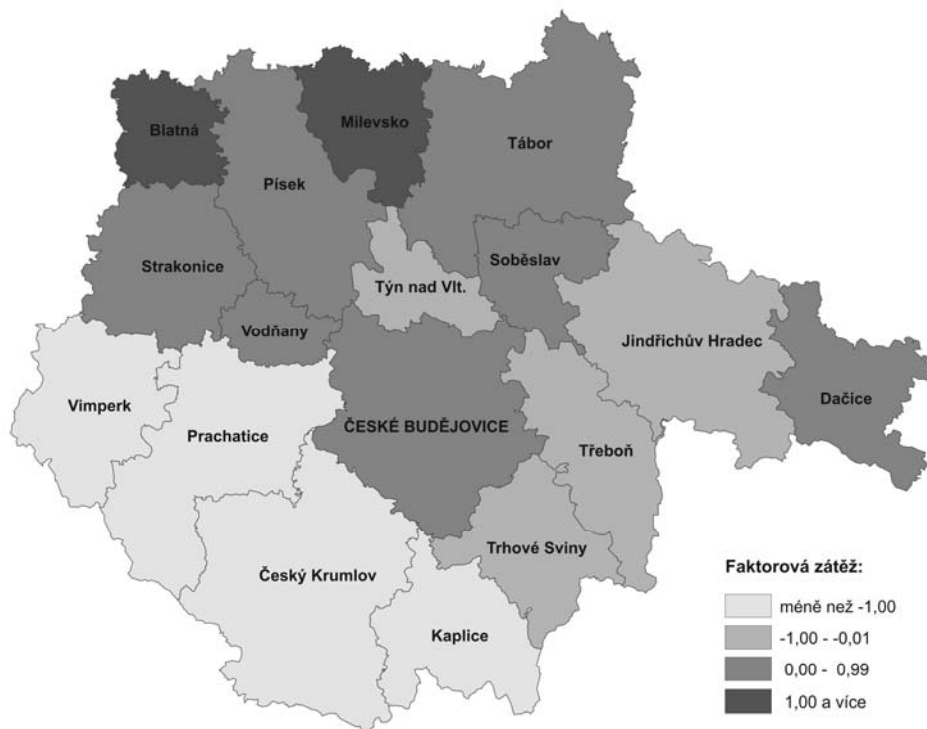 Blatná
Milevsko
Tábor
Písek
Strakonice
Soběslav
Týn nad Vlt.
Vodňany
Jindřichův Hradec
Vimperk
Dačice
Prachatice
ČESKÉ BUDĚJOVICE
Třeboň
Trhové Sviny
Český Krumlov
Kaplice
Faktorová zátěž:
méně než -1,00
-1,00 - -0,01
0,00 - 0,99
1,00 a více